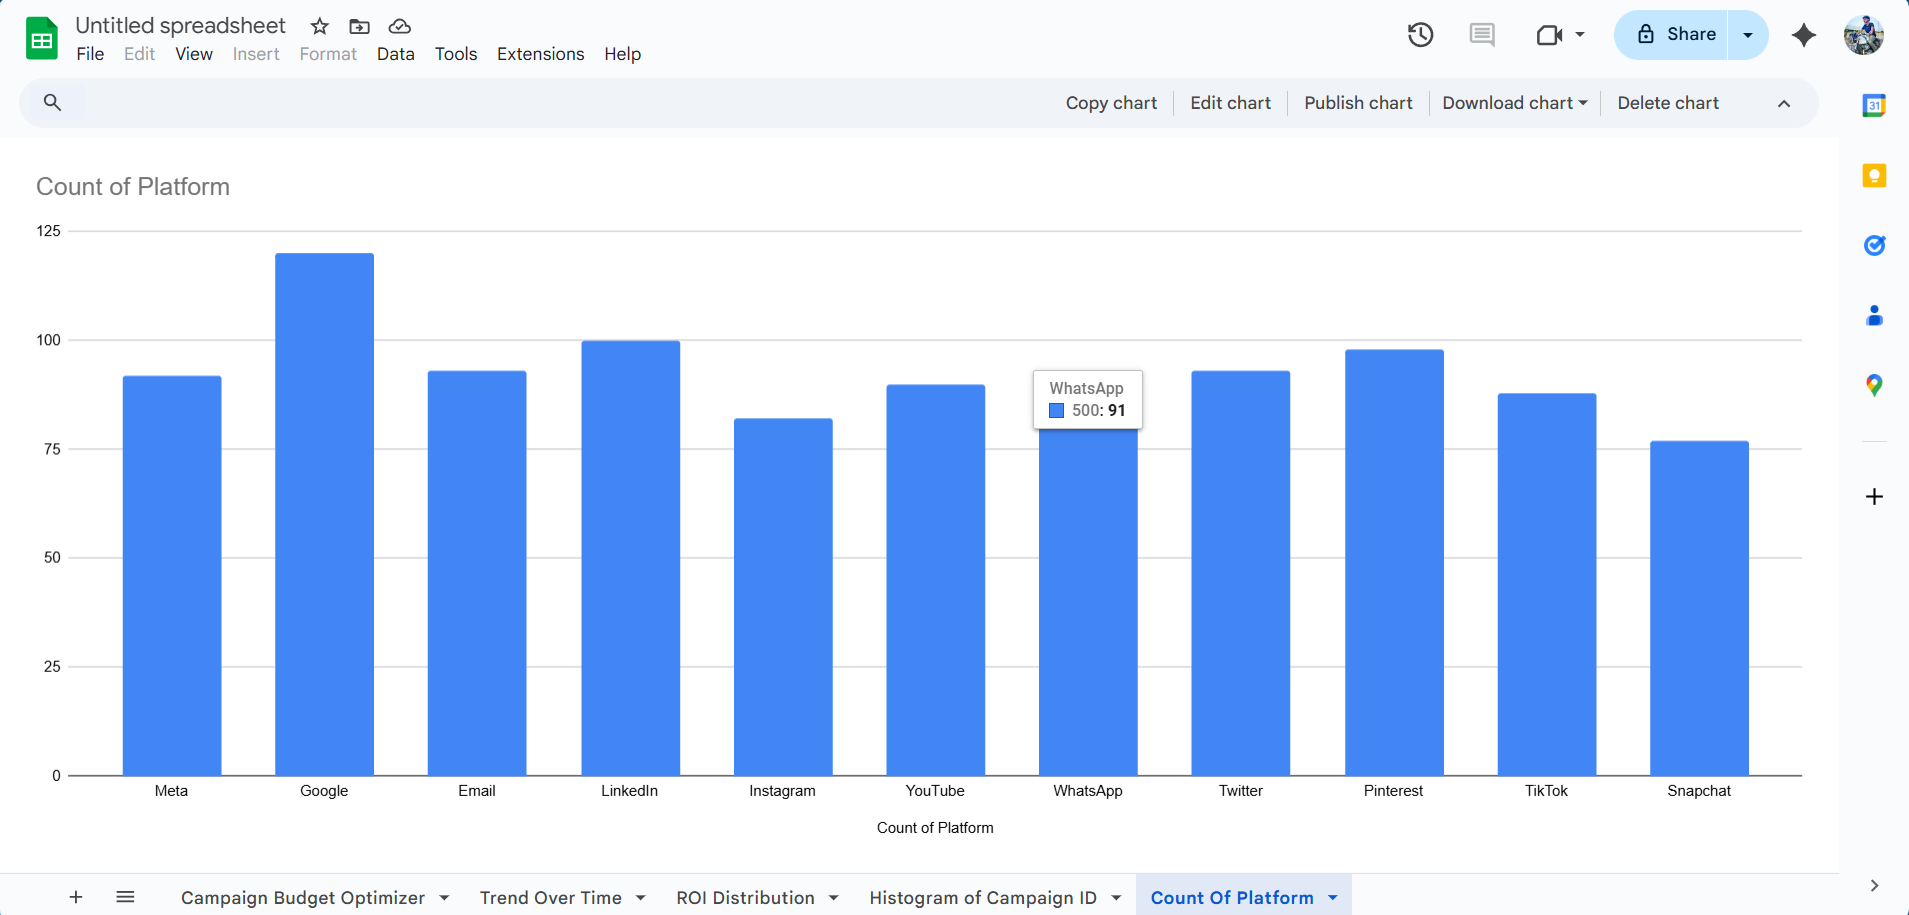 Untitled spreadsheet
File Edit View Insert Format Data Tools Extensions Help
Share
Copy chart Edit chart Publish chart Download chart Delete chart
31
Count of Platform
125
100
75
50
25
0
WhatsApp
500: 91
Meta Google Email LinkedIn Instagram YouTube WhatsApp Twitter Pinterest TikTok Snapchat
Count of Platform
Campaign Budget Optimizer Trend Over Time ROI Distribution Histogram of Campaign ID Count Of Platform